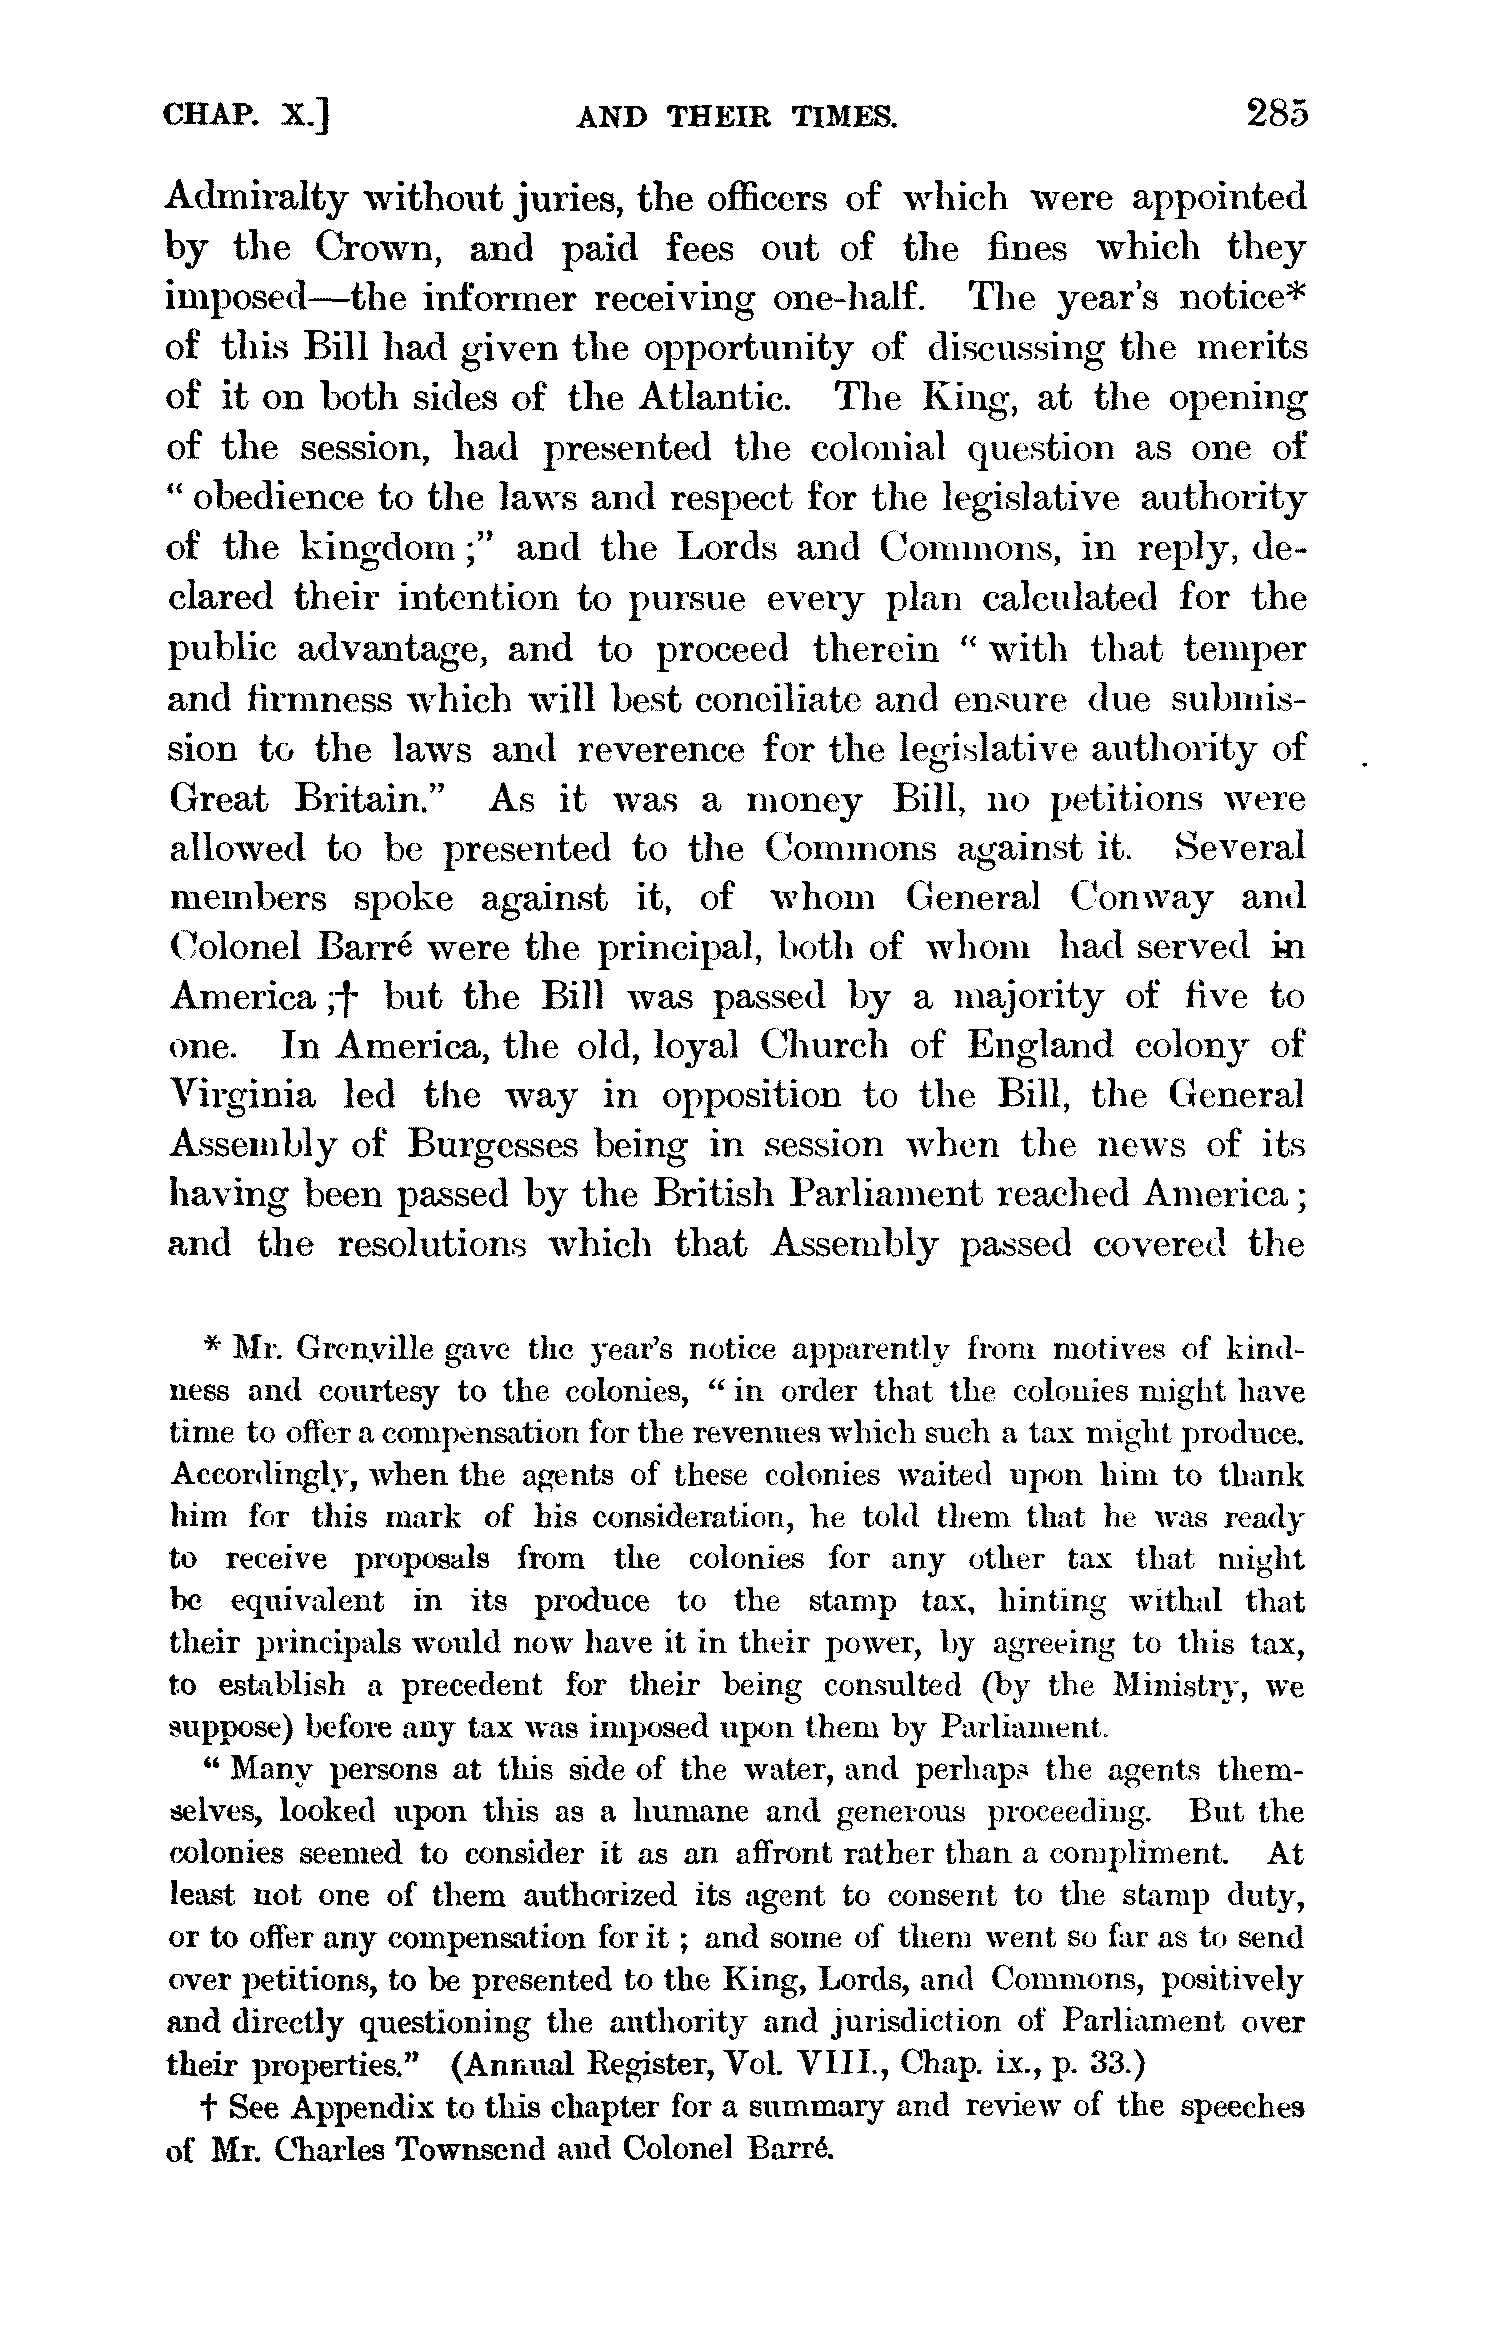 CHAP. X.] AND THEIR TIMES. 285
Admiralty without juries, the officers of which were appointed
by the Crown, and paid fees out of the fines which they
imposed—the informer receiving one-half. The year's notice*
of this Bill had given the opportunity of discussing the merits
of it on both sides of the Atlantic. The King, at the opening
of the session, had presented the colonial question as one of
“ obedience to the laws and respect for the legislative authority
of the kingdom ;” and the Lords and Commons, in reply, de-
clared their intention to pursue every plan calculated for the
public advantage, and to proceed therein “ with that temper
and firmness which will best conciliate and ensure due submis-
sion to the laws and reverence for the legislative authority of
Great Britain.” As it was a money Bill, no petitions were
allowed to be presented to the Commons against it. Several
members spoke against it, of whom General Conway and
Colonel Barré were the principal, both of whom had served in
America ;† but the Bill was passed by a majority of five to
one. In America, the old, loyal Church of England colony of
Virginia led the way in opposition to the Bill, the General
Assembly of Burgesses being in session when the news of its
having been passed by the British Parliament reached America ;
and the resolutions which that Assembly passed covered the
* Mr. Grenville gave the year's notice apparently from motives of kind-
ness and courtesy to the colonies, “ in order that the colonies might have
time to offer a compensation for the revenues which such a tax might produce.
Accordingly, when the agents of these colonies waited upon him to thank
him for this mark of his consideration, he told them that he was ready
to receive proposals from the colonies for any other tax that might
be equivalent in its produce to the stamp tax, hinting withal that
their principals would now have it in their power, by agreeing to this tax,
to establish a precedent for their being consulted (by the Ministry, we
suppose) before any tax was imposed upon them by Parliament.
“ Many persons at this side of the water, and perhaps the agents them-
selves, looked upon this as a humane and generous proceeding. But the
colonies seemed to consider it as an affront rather than a compliment. At
least not one of them authorized its agent to consent to the stamp duty,
or to offer any compensation for it ; and some of them went so far as to send
over petitions, to be presented to the King, Lords, and Commons, positively
and directly questioning the authority and jurisdiction of Parliament over
their properties.” (Annual Register, Vol. VIII., Chap. ix., p. 33.)
† See Appendix to this chapter for a summary and review of the speeches
of Mr. Charles Townsend and Colonel Barré.